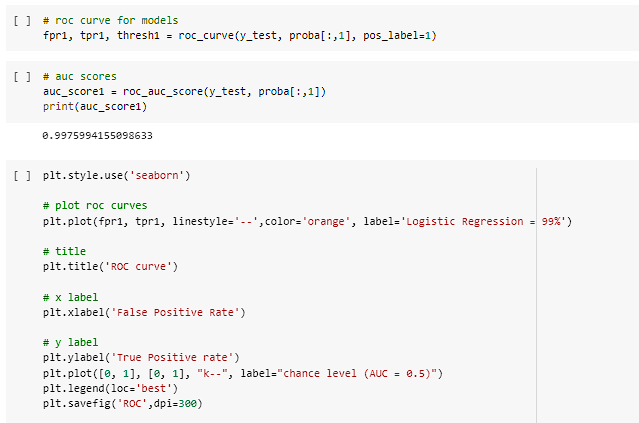 [ ] # roc curve for models
fpr1, tpr1, thresh1 = roc_curve(y_test, proba[:,1], pos_label=1)
[ ] # auc scores
auc_score1 = roc_auc_score(y_test, proba[:,1])
print(auc_score1)
0.9975994155098633
[ ] plt.style.use('seaborn')
# plot roc curves
plt.plot(fpr1, tpr1, linestyle='--',color='orange', label='Logistic Regression = 99%')
# title
plt.title('ROC curve')
# x label
plt.xlabel('False Positive Rate')
# y label
plt.ylabel('True Positive rate')
plt.plot([0, 1], [0, 1], "k--", label="chance level (AUC = 0.5)")
plt.legend(loc='best')
plt.savefig('ROC',dpi=300)